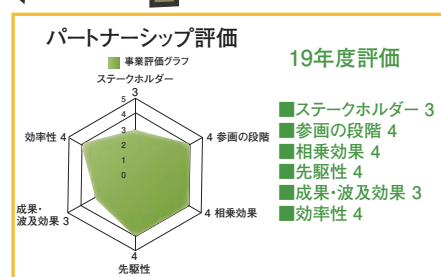 パートナーシップ評価
事業評価グラフ
ステークホルダー
3
5
4
3
2
1
0
効率性 4
4 参画の段階
成果・
波及効果 3
4 相乗効果
4
先駆性
19年度評価
■ステークホルダー 3
■参画の段階 4
■相乗効果 4
■先駆性 4
■成果・波及効果 3
■効率性 4